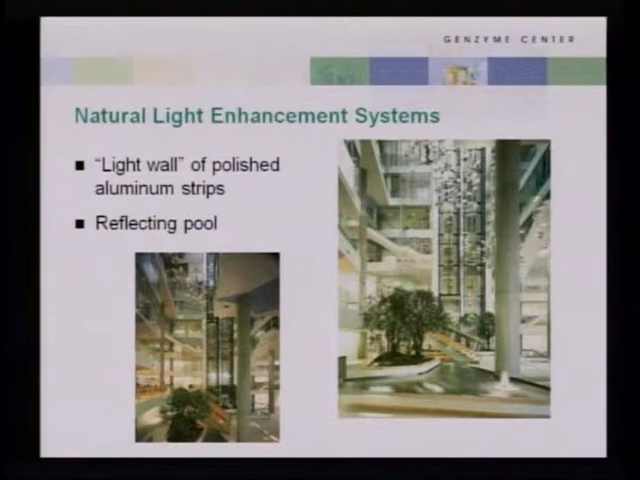 GENZYME CENTER
Natural Light Enhancement Systems
■ “Light wall” of polished
aluminum strips
■ Reflecting pool